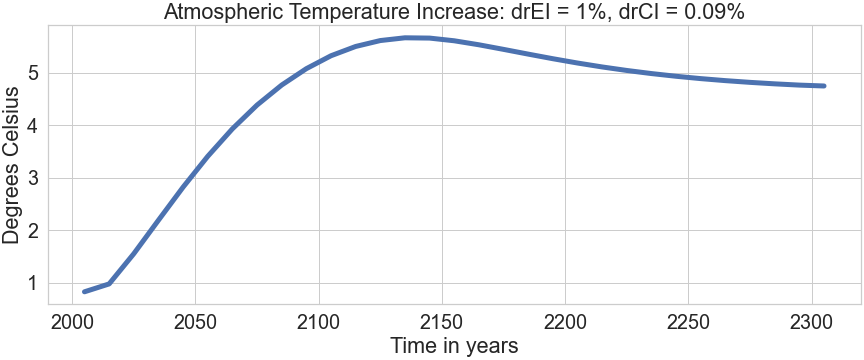 Atmospheric Temperature Increase: drEI = 1%, drCI = 0.09%
Degrees Celsius
5
4
3
2
1
2000 2050 2100 2150 2200 2250 2300
Time in years